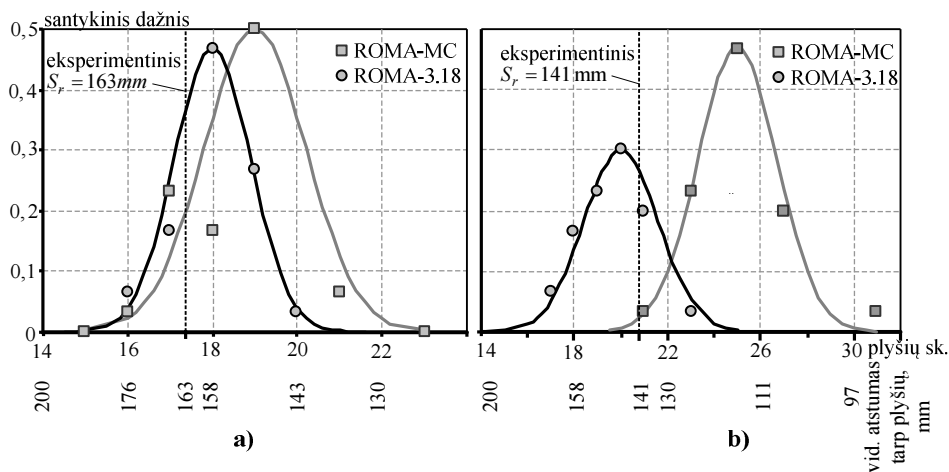 santykinis dažnis
0,5
0,4
0,3
0,2
0,1
0
eksperimentinis
Sr = 163mm
ROMA-MC
ROMA-3.18
14 16 18 20 22
200 176 163 158 143 130
a)
eksperimentinis
Sr = 141 mm
ROMA-MC
ROMA-3.18
14 18 22 26 30 plyšių sk.
200 158 141 130 111 97
vid. atstumas
tarp plyšių,
mm
b)